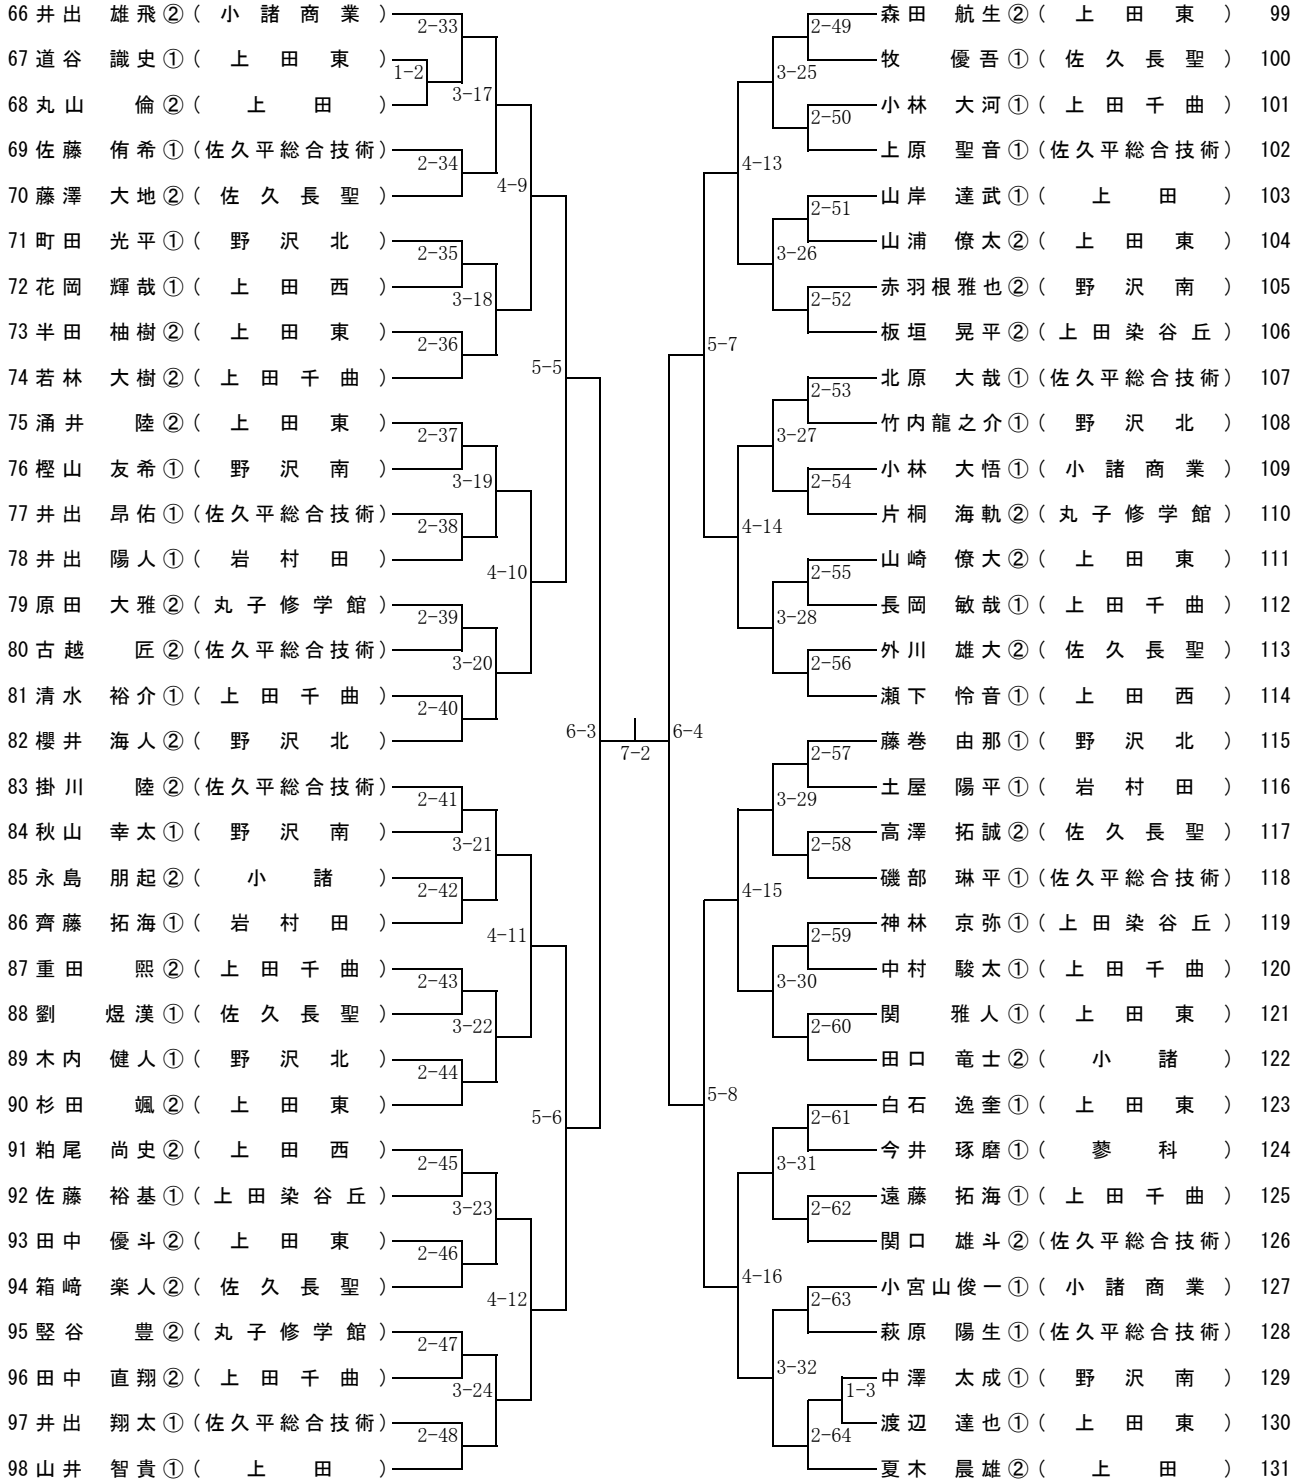 66 井出 雄飛②(小諸商業)
67 道谷 識史①(上田東)
68 丸山 倫②(上田)
69 佐藤 侑希①(佐久平総合技術)
70 藤澤 大地②(佐久長聖)
71 町田 光平①(野沢北)
72 花岡 輝哉①(上田西)
73 半田 柚樹②(上田東)
74 若林 大樹②(上田千曲)
75 涌井 陸②(上田東)
76 樫山 友希①(野沢南)
77 井出 昂佑①(佐久平総合技術)
78 井出 陽人①(岩村田)
79 原田 大雅②(丸子修学館)
80 古越 匠②(佐久平総合技術)
81 清水 裕介①(上田千曲)
82 櫻井 海人②(野沢北)
83 掛川 陸②(佐久平総合技術)
84 秋山 幸太①(野沢南)
85 永島 朋起②(小諸)
86 齊藤 拓海①(岩村田)
87 重田 熙②(上田千曲)
88 劉 煜漢①(佐久長聖)
89 木内 健人①(野沢北)
90 杉田 颯②(上田東)
91 粕尾 尚史②(上田西)
92 佐藤 裕基①(上田染谷丘)
93 田中 優斗②(上田東)
94 箱﨑 楽人②(佐久長聖)
95 竪谷 豊②(丸子修学館)
96 田中 直翔②(上田千曲)
97 井出 翔太①(佐久平総合技術)
98 山井 智貴①(上田)
2-33
1-2
3-17
2-34
4-9
2-35
3-18
2-36
5-5
2-37
3-19
2-38
4-10
2-39
3-20
2-40
6-3
2-41
3-21
2-42
4-11
2-43
3-22
2-44
5-6
2-45
3-23
2-46
4-12
2-47
3-24
2-48
7-2
6-4
2-49
3-25
2-50
4-13
2-51
3-26
2-52
5-7
2-53
3-27
2-54
4-14
2-55
3-28
2-56
2-57
3-29
2-58
4-15
2-59
3-30
2-60
5-8
2-61
3-31
2-62
4-16
2-63
3-32
1-3
2-64
森田 航生②(上田東) 99
牧 優吾①(佐久長聖) 100
小林 大河①(上田千曲) 101
上原 聖音①(佐久平総合技術) 102
山岸 達武①(上田) 103
山浦 僚太②(上田東) 104
赤羽根雅也②(野沢南) 105
板垣 晃平②(上田染谷丘) 106
北原 大哉①(佐久平総合技術) 107
竹内龍之介①(野沢北) 108
小林 大悟①(小諸商業) 109
片桐 海軌②(丸子修学館) 110
山崎 僚大②(上田東) 111
長岡 敏哉①(上田千曲) 112
外川 雄大②(佐久長聖) 113
瀬下 怜音①(上田西) 114
藤巻 由那①(野沢北) 115
土屋 陽平①(岩村田) 116
高澤 拓誠②(佐久長聖) 117
磯部 琳平①(佐久平総合技術) 118
神林 京弥①(上田染谷丘) 119
中村 駿太①(上田千曲) 120
関 雅人①(上田東) 121
田口 竜士②(小諸) 122
白石 逸奎①(上田東) 123
今井 琢磨①(蓼科) 124
遠藤 拓海①(上田千曲) 125
関口 雄斗②(佐久平総合技術) 126
小宮山俊一①(小諸商業) 127
萩原 陽生①(佐久平総合技術) 128
中澤 太成①(野沢南) 129
渡辺 達也①(上田東) 130
夏木 晨雄②(上田) 131